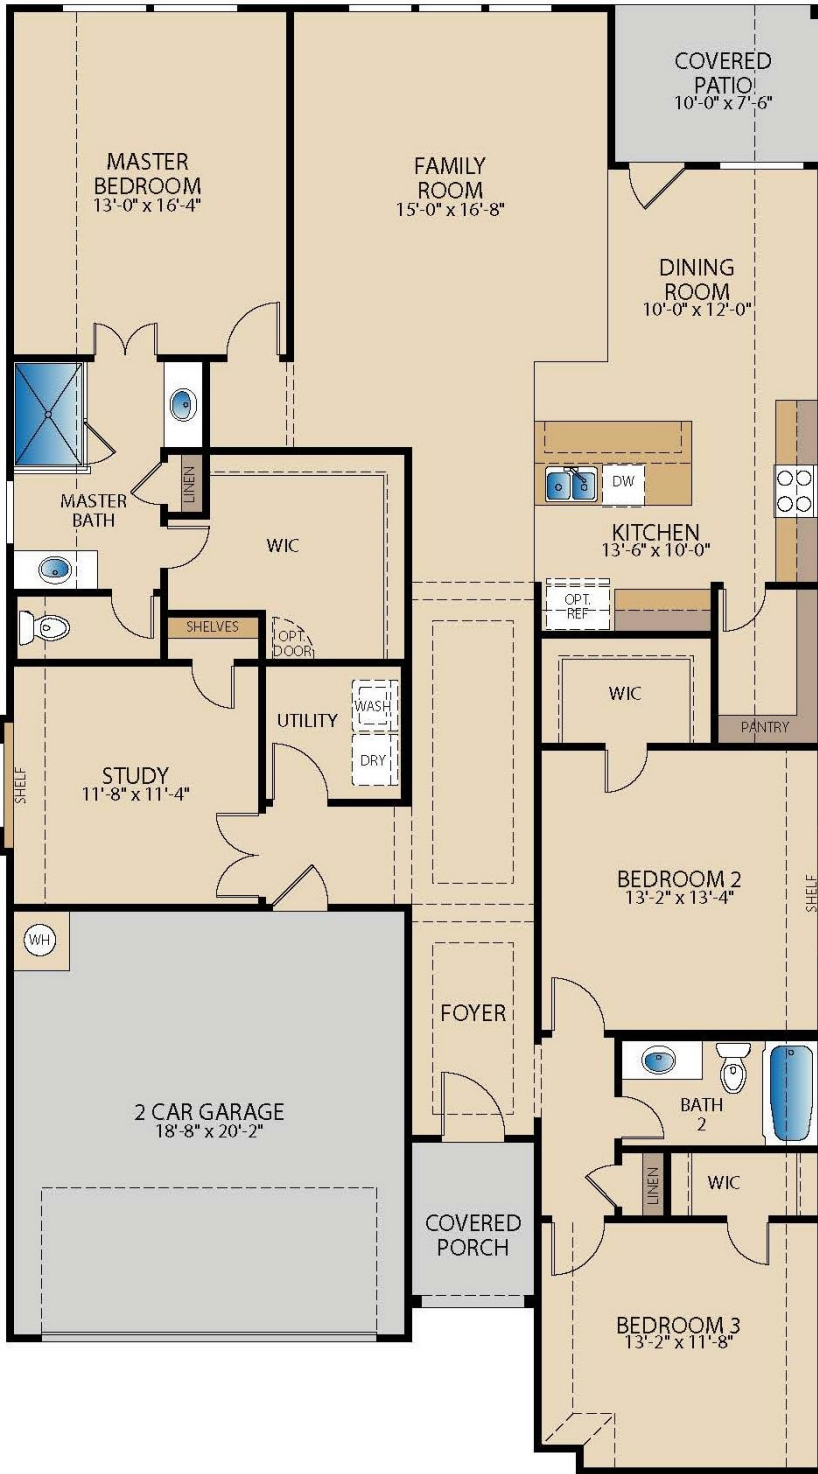 COVERED
PATIO
10'-0" x 7'-6"
MASTER
BEDROOM
13'-0" x 16'-4"
FAMILY
ROOM
15'-0" x 16'-8"
DINING
ROOM
10'-0" x 12'-0"
LINEN
MASTER
BATH
WIC
DW
KITCHEN
13'-6" x 10'-0"
OPT.
REF
SHELVES
OPT.
DOOR
WIC
PANTRY
UTILITY
WASH
DRY
STUDY
11'-8" x 11'-4"
SHELF
BEDROOM 2
13'-2" x 13'-4"
SHELF
WH
FOYER
2 CAR GARAGE
18'-8" x 20'-2"
BATH
2
LINEN
WIC
COVERED
PORCH
BEDROOM 3
13'-2" x 11'-8"